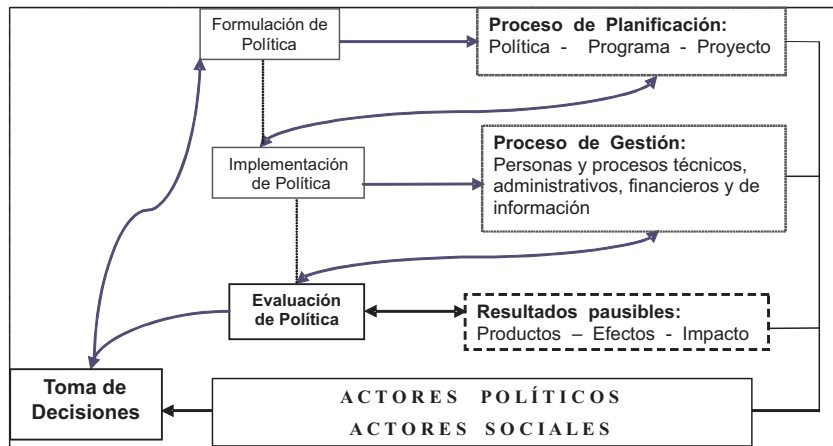 Formulación de
Política
Proceso de Planificación:
Política - Programa - Proyecto
Implementación
de Política
Proceso de Gestión:
Personas y procesos técnicos,
administrativos, financieros y de
información
Evaluación
de Política
Resultados pausibles:
Productos – Efectos - Impacto
Toma de
Decisiones
ACTORES POLÍTICOS
ACTORES SOCIALES